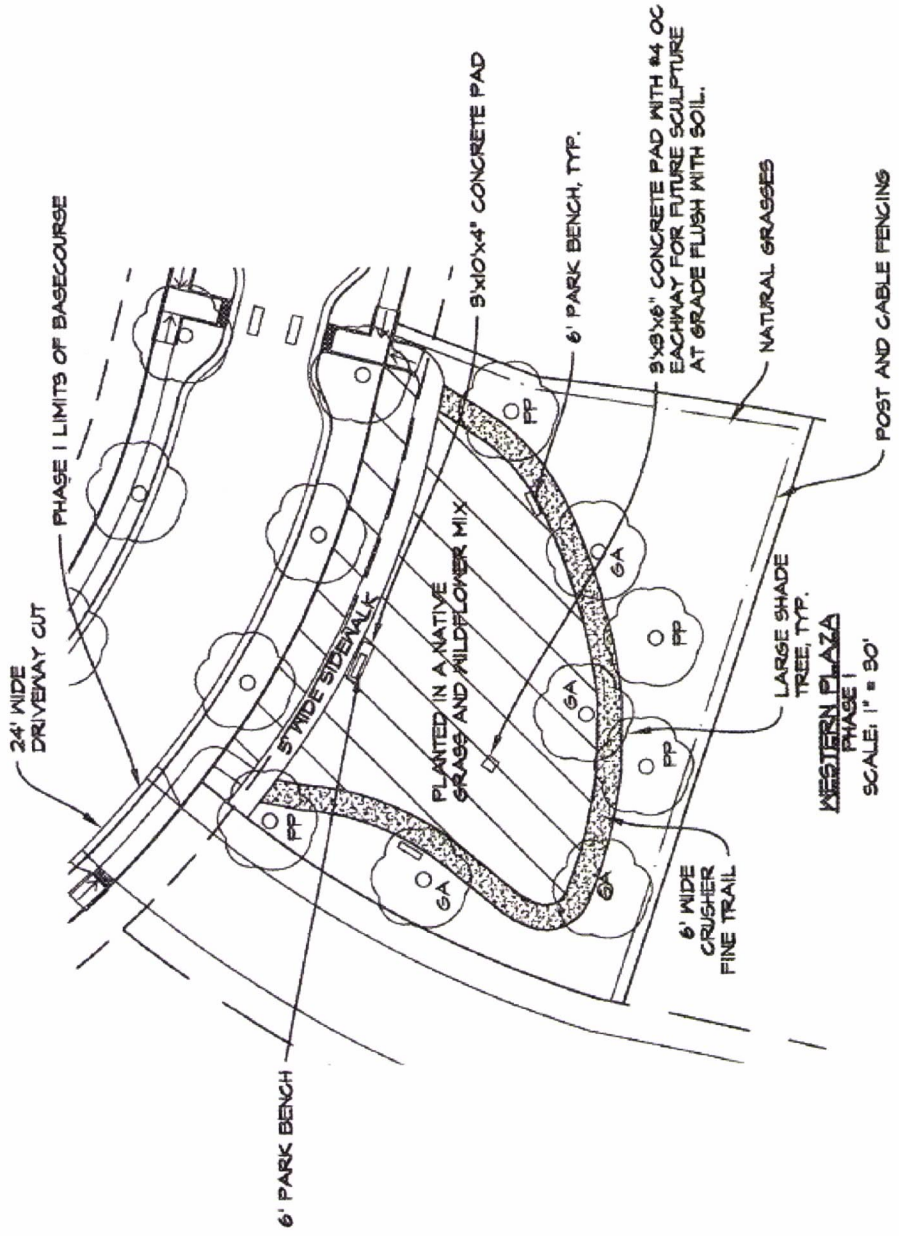 24' WIDE
DRIVEWAY CUT
PHASE I LIMITS OF BASECOURSE
6' PARK BENCH
5' WIDE SIDEWALK
PLANTED IN A NATIVE
GRASS AND WILDFLOWER MIX
3'x10'x4" CONCRETE PAD
6' PARK BENCH, TYP.
3'x3'x6" CONCRETE PAD WITH #4 OC
EACHWAY FOR FUTURE SCULPTURE
AT GRADE FLUSH WITH SOIL.
NATURAL GRASSES
POST AND CABLE FENCING
PP
GA
GA
PP
GA
PP
GA
PP
6' WIDE
CRUSHER
FINE TRAIL
LARGE SHADE
TREE, TYP.
WESTERN PLAZA
PHASE I
SCALE: 1" = 30'